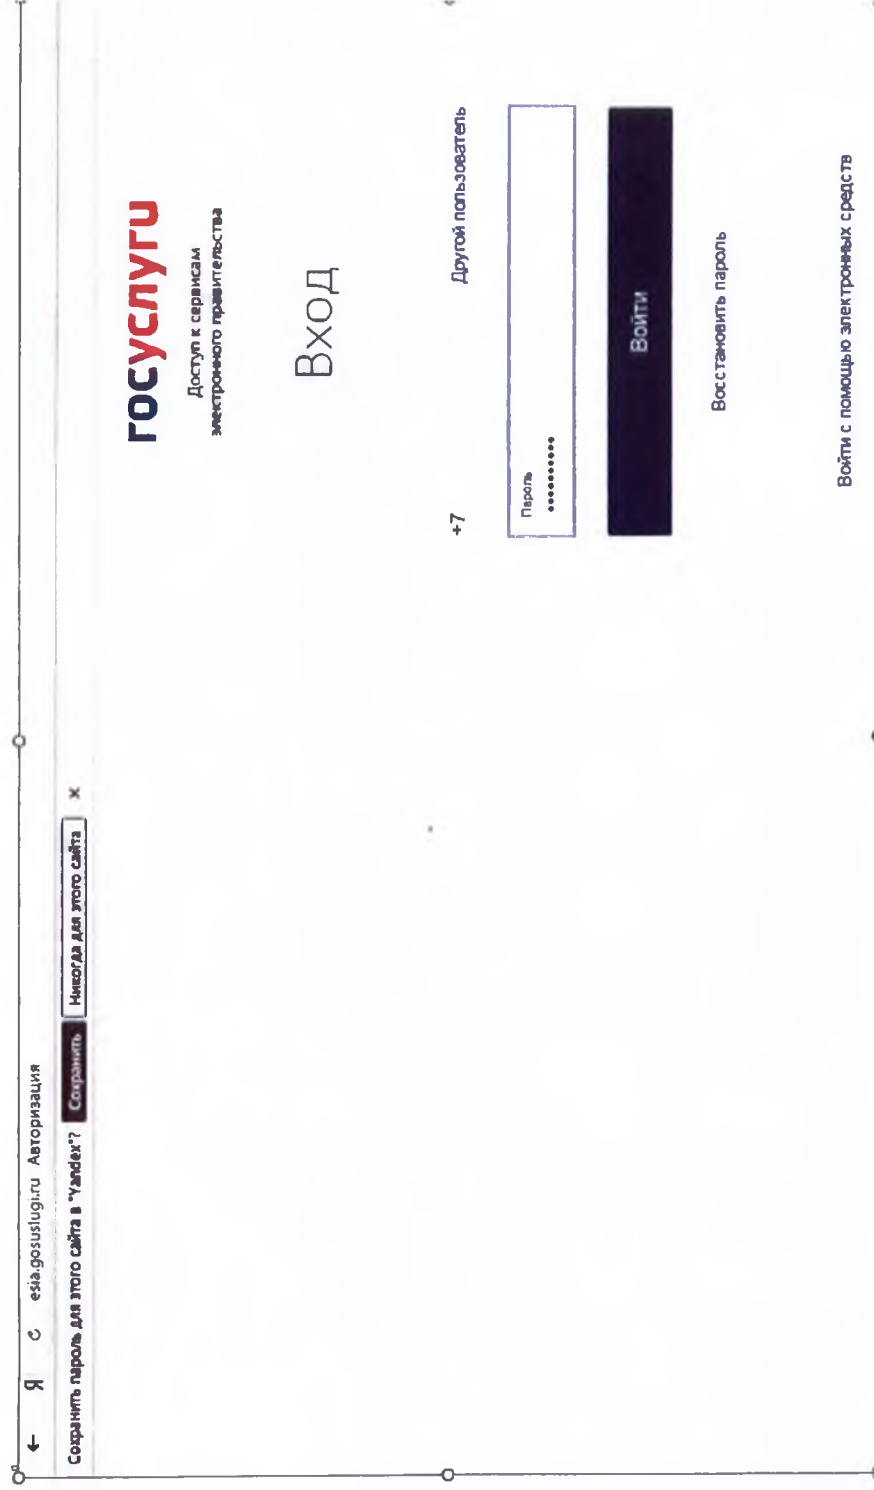 ← Я esia.gosuslugi.ru Авторизация
Сохранить пароль для этого сайта в "Yandex"? Сохранить Никогда для этого сайта ×
госуслуги
Доступ к сервисам
электронного правительства
Вход
+7 Другой пользователь
Пароль
••••••••••
Войти
Восстановить пароль
Войти с помощью электронных средств